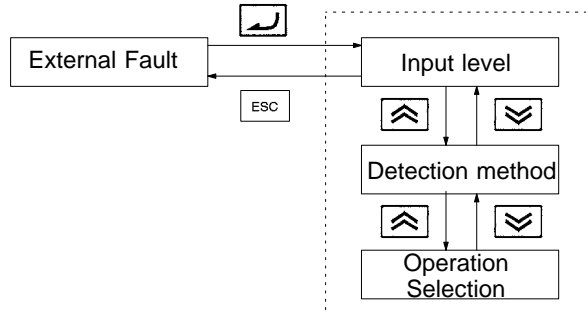 External Fault
Input level
ESC
Detection method
Operation
Selection